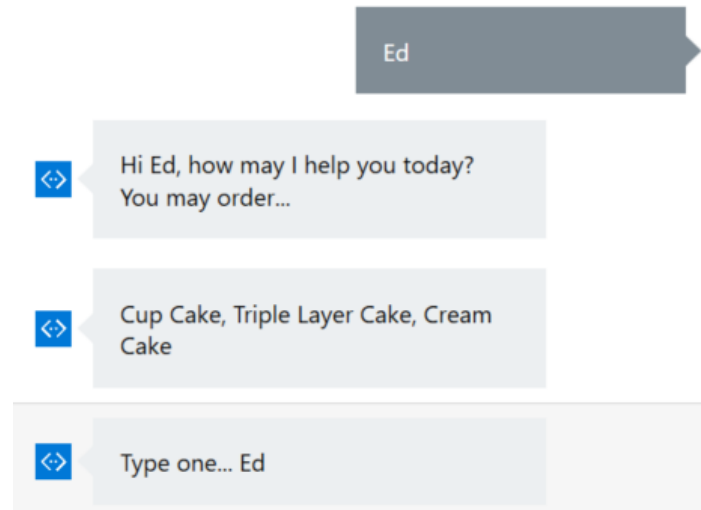 Ed
Hi Ed, how may I help you today?
You may order...
Cup Cake, Triple Layer Cake, Cream
Cake
Type one... Ed